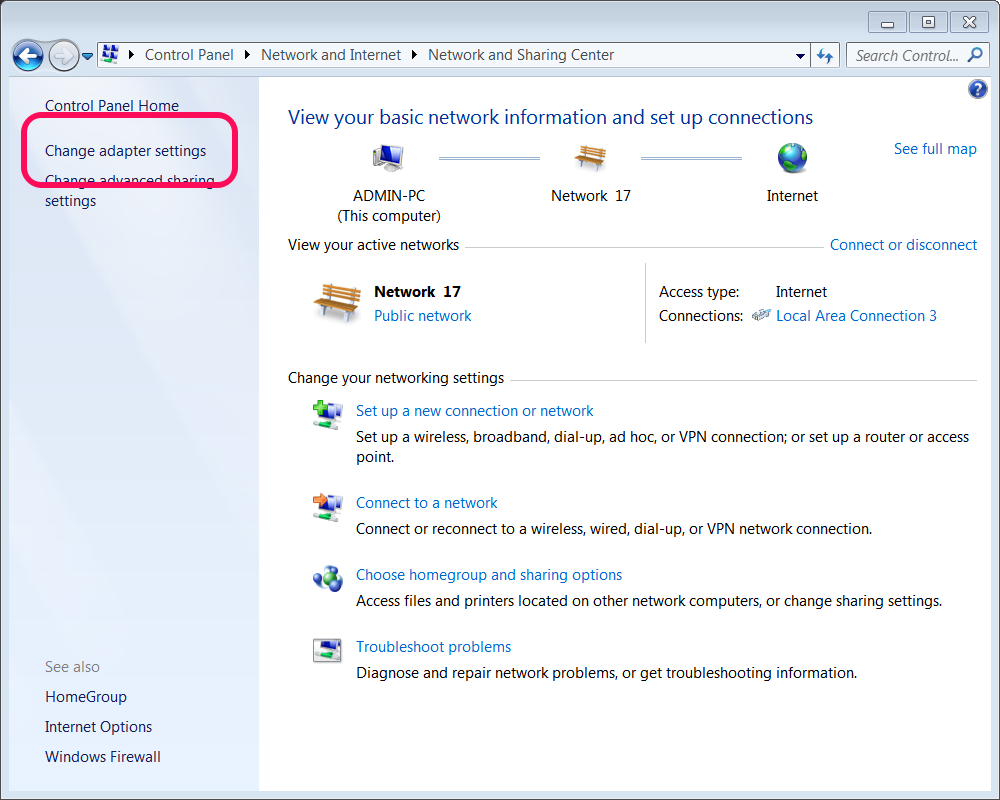 Control Panel
Network and Internet
Network and Sharing Center
Search Control...
?
Control Panel Home
Change adapter settings
Change advanced sharing
settings
See also
HomeGroup
Internet Options
Windows Firewall
View your basic network information and set up connections
See full map
ADMIN-PC
(This computer)
Network 17
Internet
View your active networks
Connect or disconnect
Network 17
Public network
Access type: Internet
Connections: Local Area Connection 3
Change your networking settings
Set up a new connection or network
Set up a wireless, broadband, dial-up, ad hoc, or VPN connection; or set up a router or access
point.
Connect to a network
Connect or reconnect to a wireless, wired, dial-up, or VPN network connection.
Choose homegroup and sharing options
Access files and printers located on other network computers, or change sharing settings.
Troubleshoot problems
Diagnose and repair network problems, or get troubleshooting information.